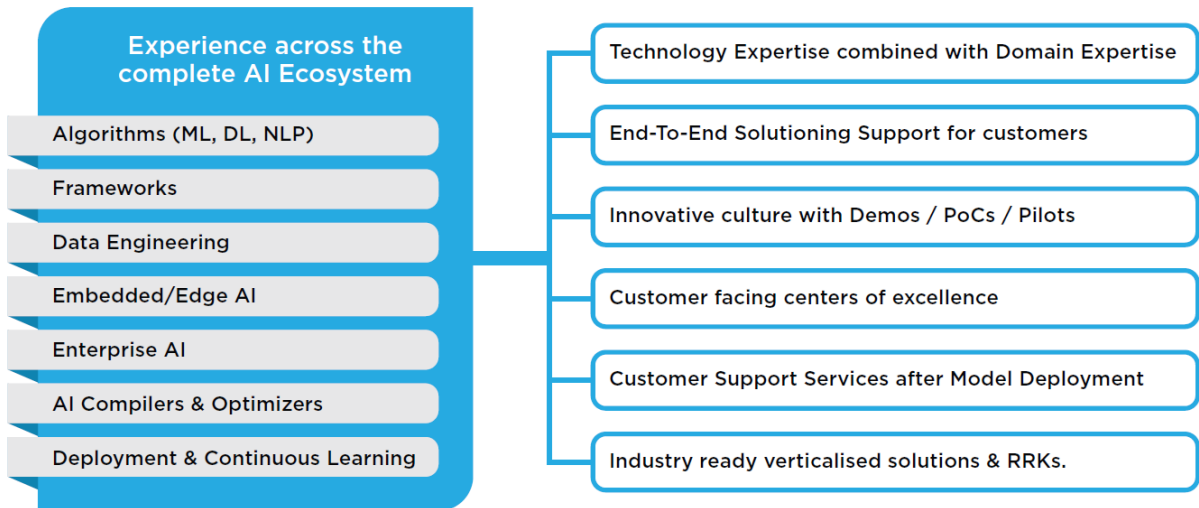 Experience across the
complete AI Ecosystem
Algorithms (ML, DL, NLP)
Frameworks
Data Engineering
Embedded/Edge AI
Enterprise AI
AI Compilers & Optimizers
Deployment & Continuous Learning
Technology Expertise combined with Domain Expertise
End-To-End Solutioning Support for customers
Innovative culture with Demos / PoCs / Pilots
Customer facing centers of excellence
Customer Support Services after Model Deployment
Industry ready verticalised solutions & RRKs.